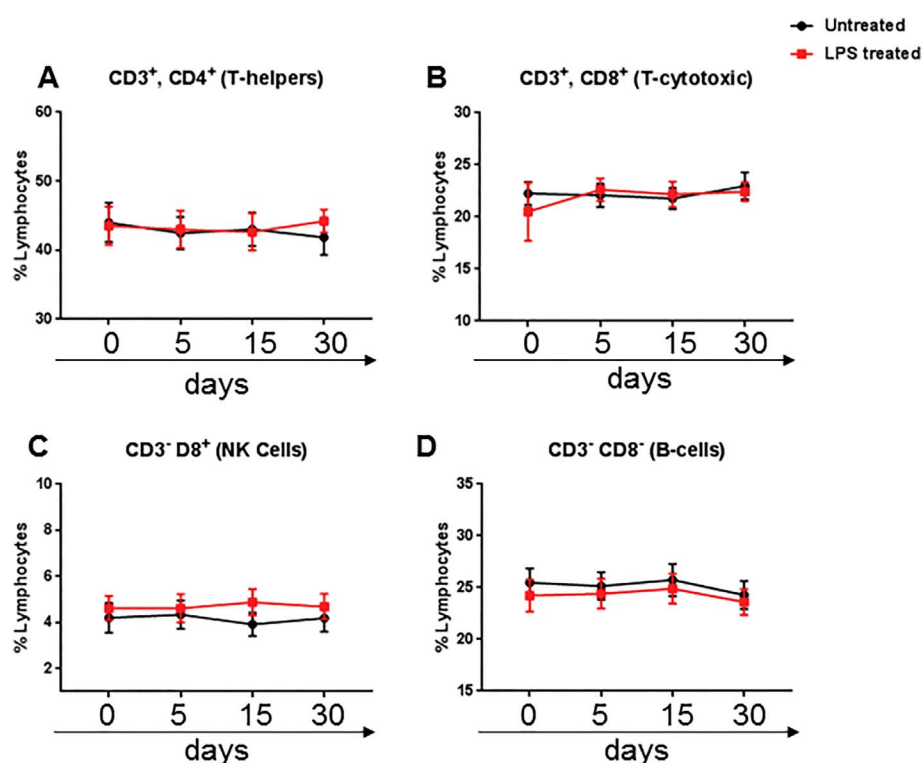 Untreated
LPS treated
A
CD3⁺, CD4⁺ (T-helpers)
% Lymphocytes
60
50
40
30
0 5 15 30
days
B
CD3⁺, CD8⁺ (T-cytotoxic)
% Lymphocytes
30
25
20
15
10
0 5 15 30
days
C
CD3⁻ D8⁺ (NK Cells)
% Lymphocytes
10
8
6
4
2
0 5 15 30
days
D
CD3⁻ CD8⁻ (B-cells)
% Lymphocytes
35
30
25
20
15
0 5 15 30
days